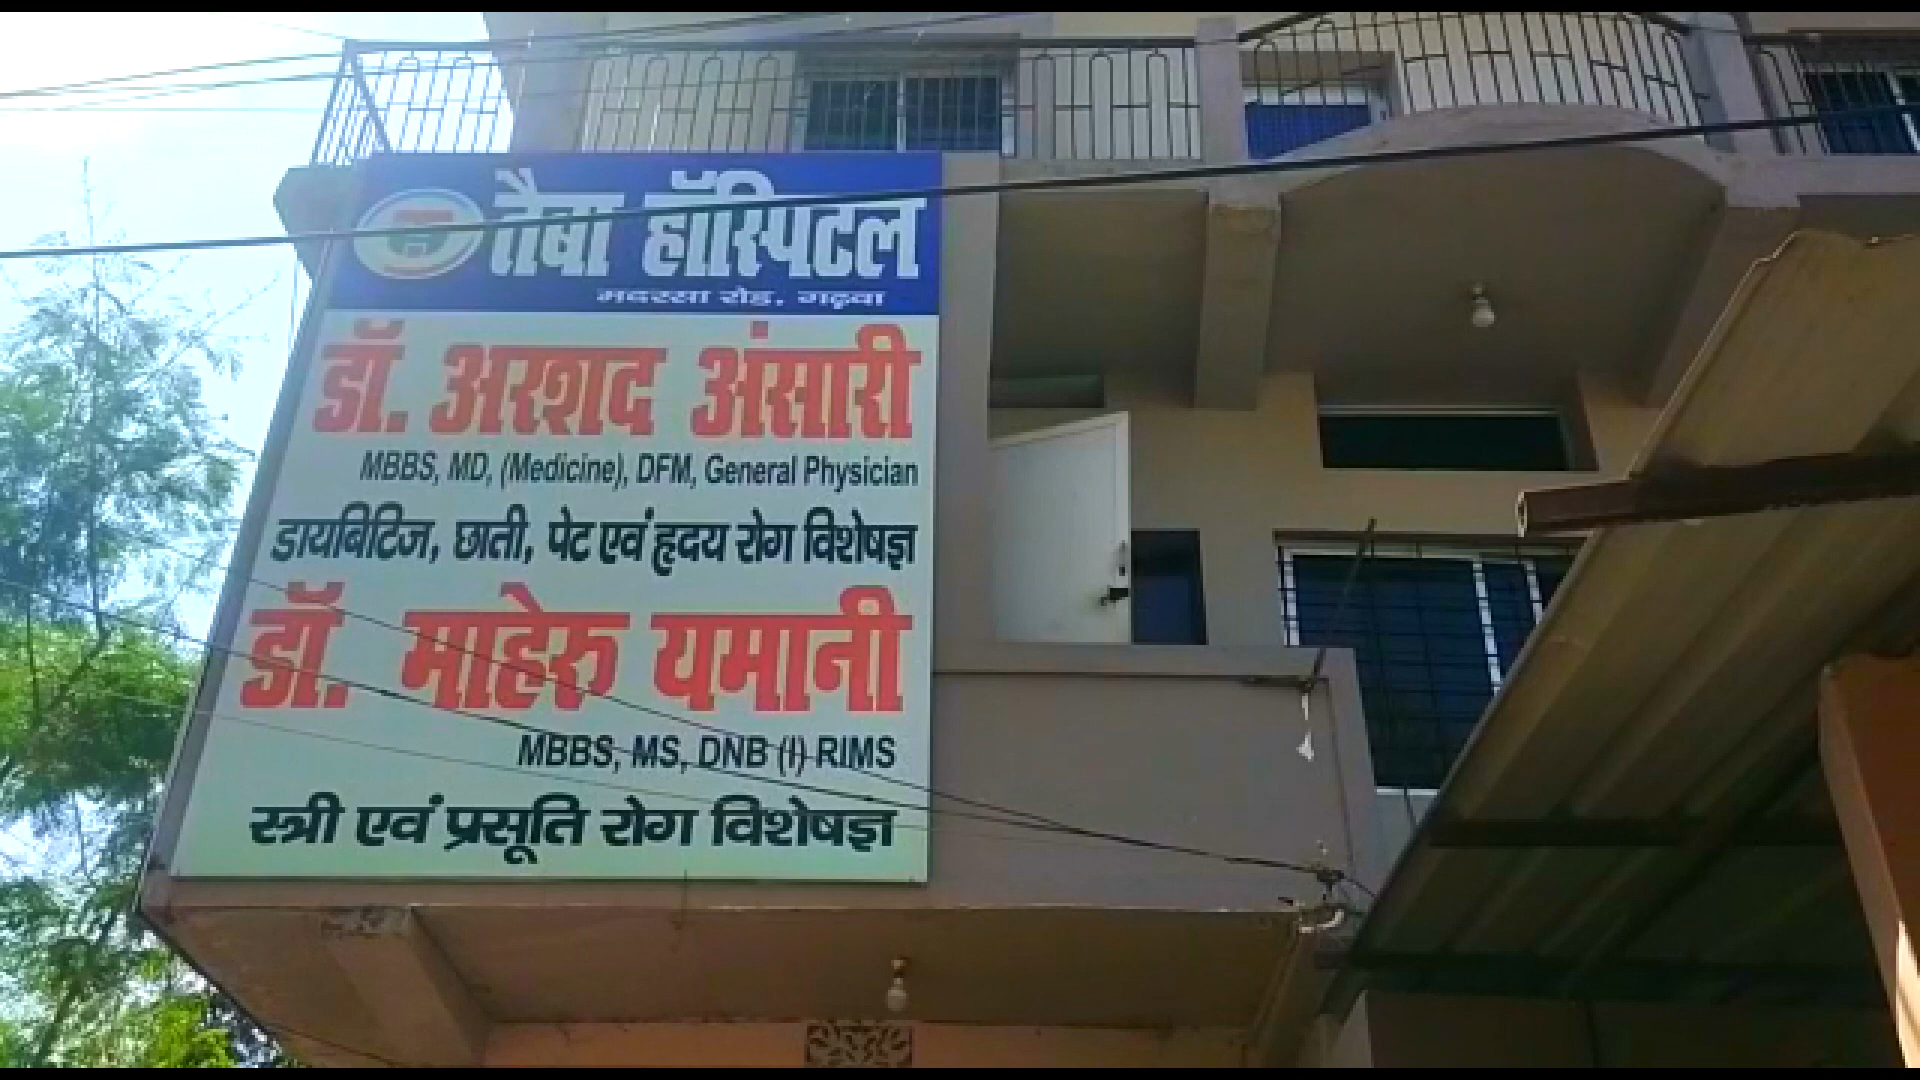 तैबा हॉस्पिटल
मदरसा रोड, गढ़वा
डॉ. अरशद अंसारी
MBBS, MD, (Medicine), DFM, General Physician
डायबिटिज, छाती, पेट एवं हृदय रोग विशेषज्ञ
डॉ. माहेरु यमानी
MBBS, MS, DNB (I) RIMS
स्त्री एवं प्रसूति रोग विशेषज्ञ